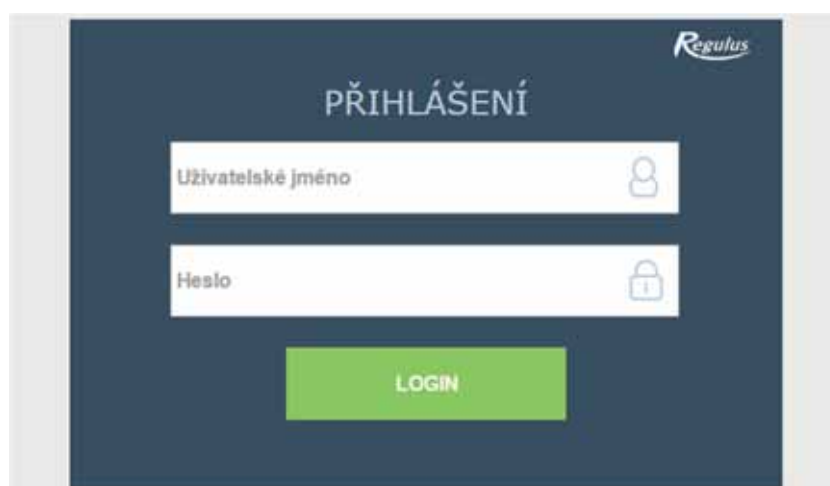 Regulus
PŘIHLÁŠENÍ
Uživatelské jméno
Heslo
LOGIN